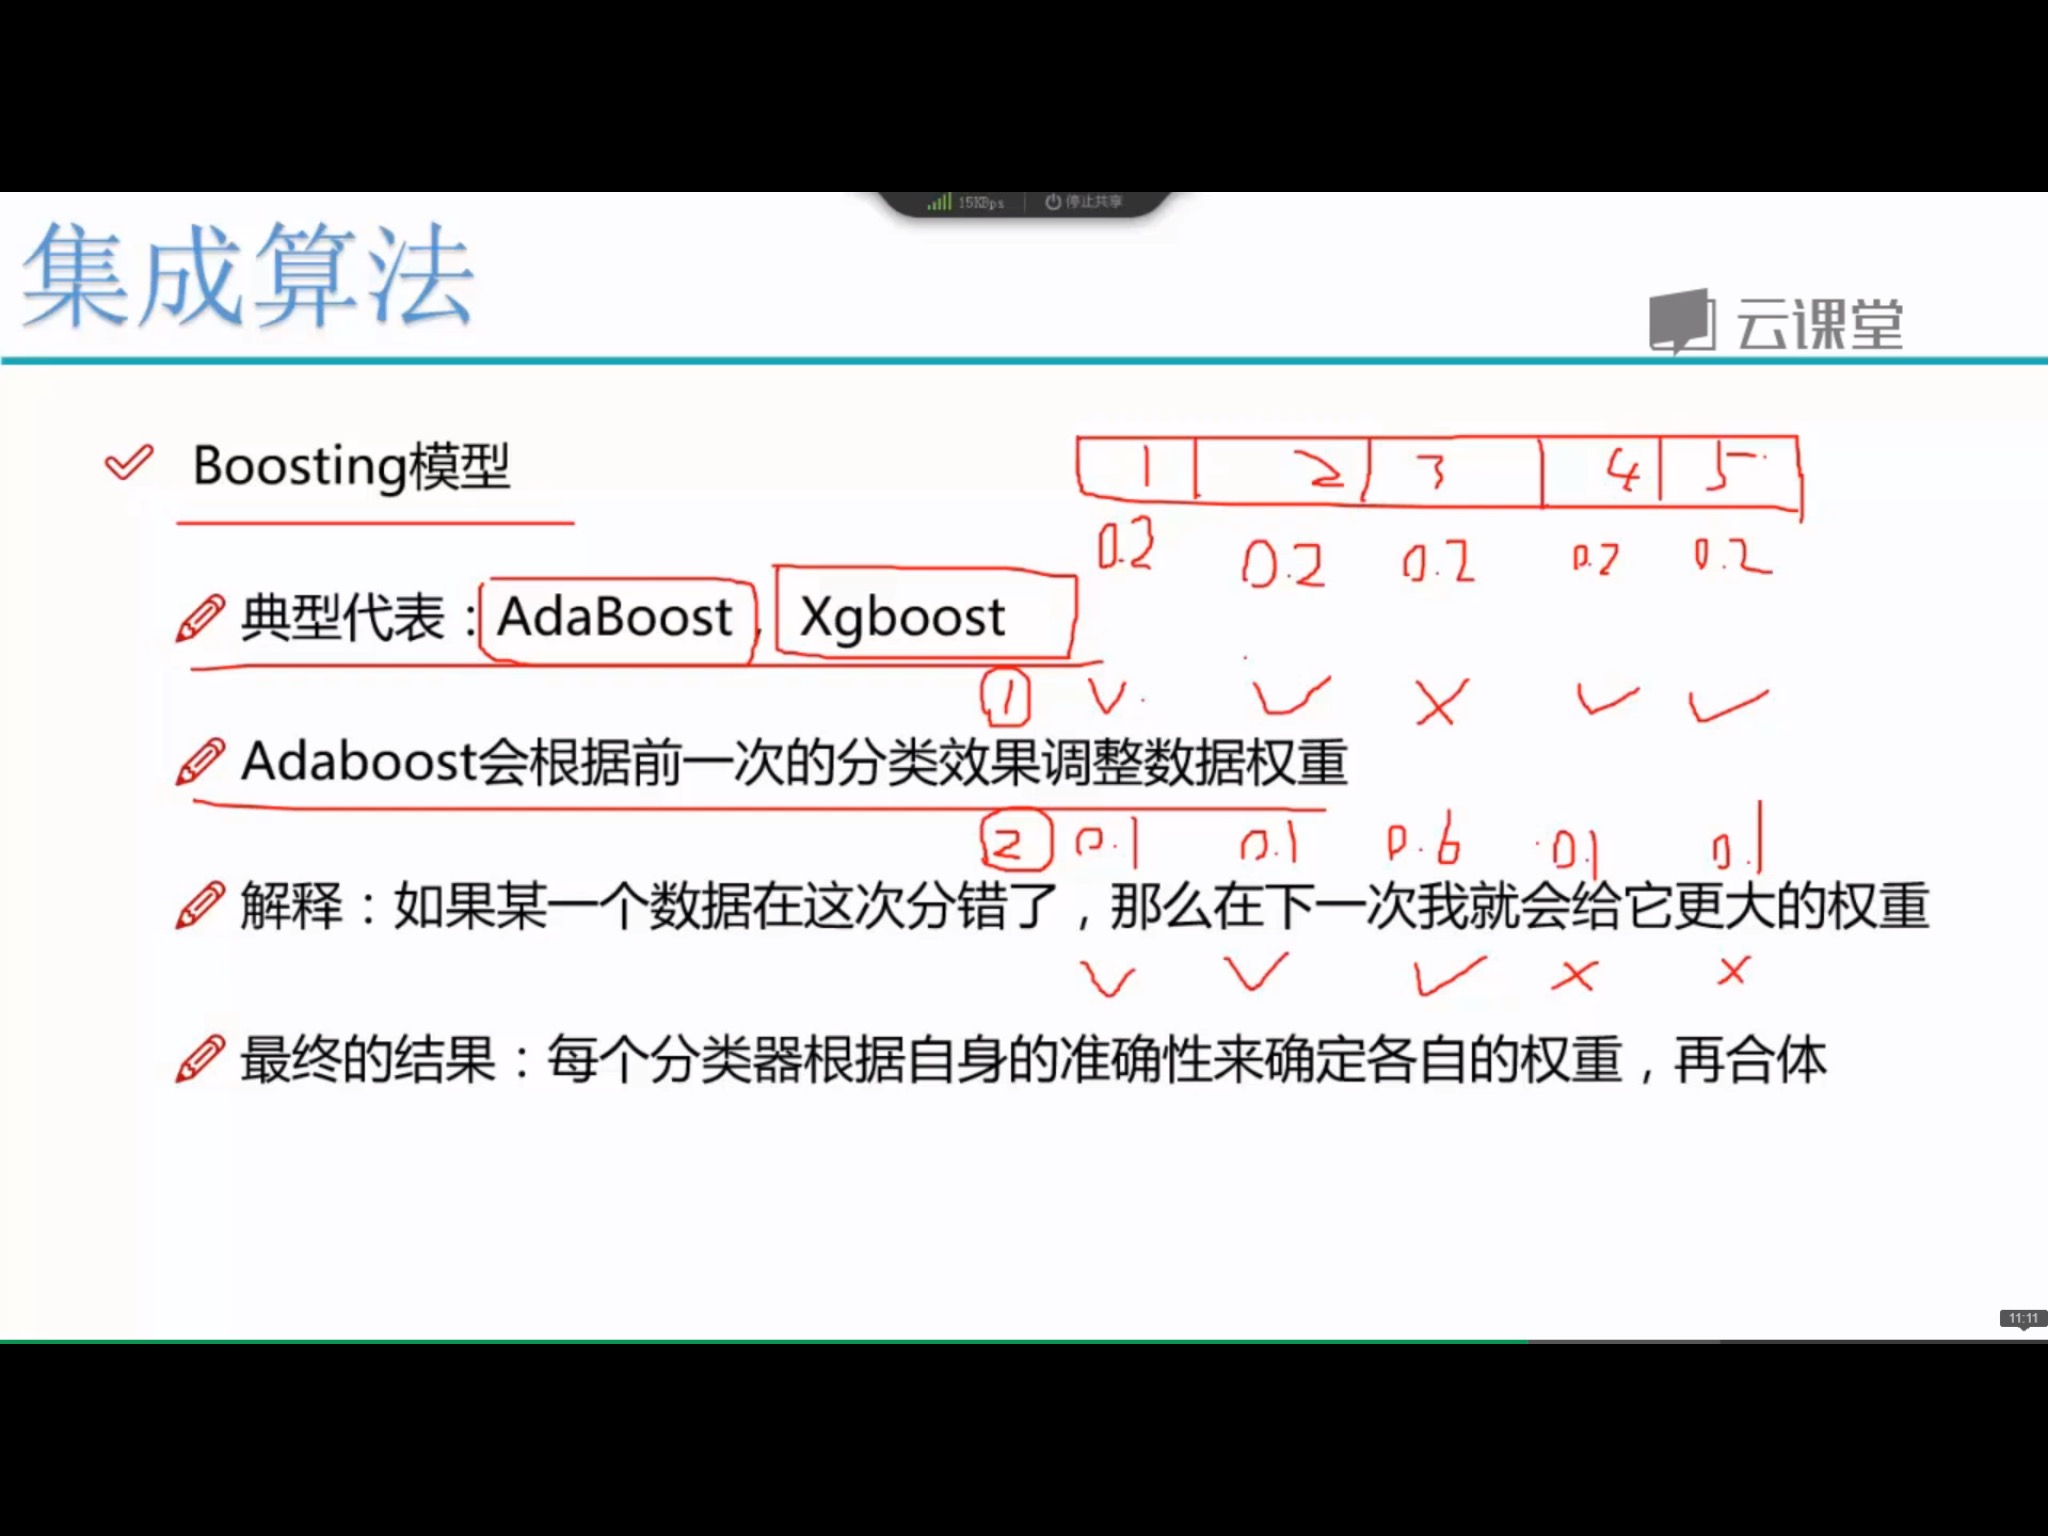 15KBps 停止共享
集成算法
云课堂
Boosting模型
1 2 3 4 5
0.2 0.2 0.2 0.2 0.2
典型代表：AdaBoost，Xgboost
1
Adaboost会根据前一次的分类效果调整数据权重
2 0.1 0.1 0.6 0.1 0.1
解释：如果某一个数据在这次分错了，那么在下一次我就会给它更大的权重
最终的结果：每个分类器根据自身的准确性来确定各自的权重，再合体
11:11